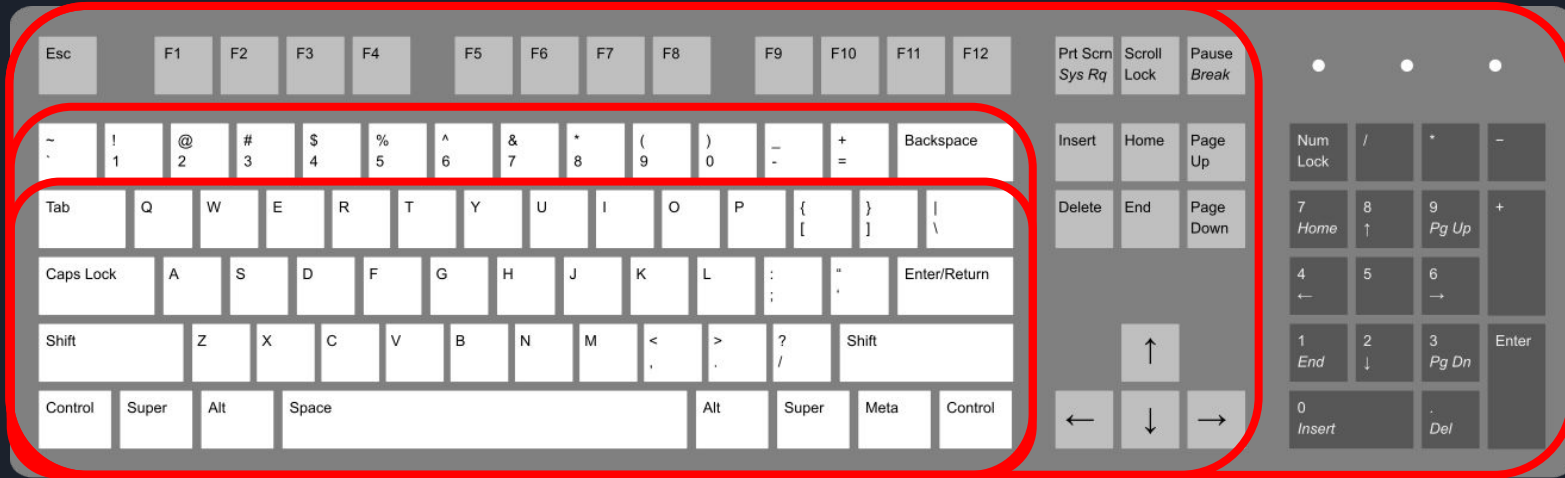 Esc F1 F2 F3 F4 F5 F6 F7 F8 F9 F10 F11 F12 Prt Scrn Scroll Pause
Sys Rq Lock Break
~ ! @ # $ % ^ & * ( ) _ + Backspace Insert Home Page Num / * −
` 1 2 3 4 5 6 7 8 9 0 - = Up Lock
Tab Q W E R T Y U I O P { } | Delete End Page 7 8 9 +
[ ] \ Down Home ↑ Pg Up
Caps Lock A S D F G H J K L : “ Enter/Return 4 5 6
; ‘ ← →
Shift Z X C V B N M < > ? Shift ↑ 1 2 3 Enter
, . / End ↓ Pg Dn
Control Super Alt Space Alt Super Meta Control ← ↓ → 0 .
Insert Del